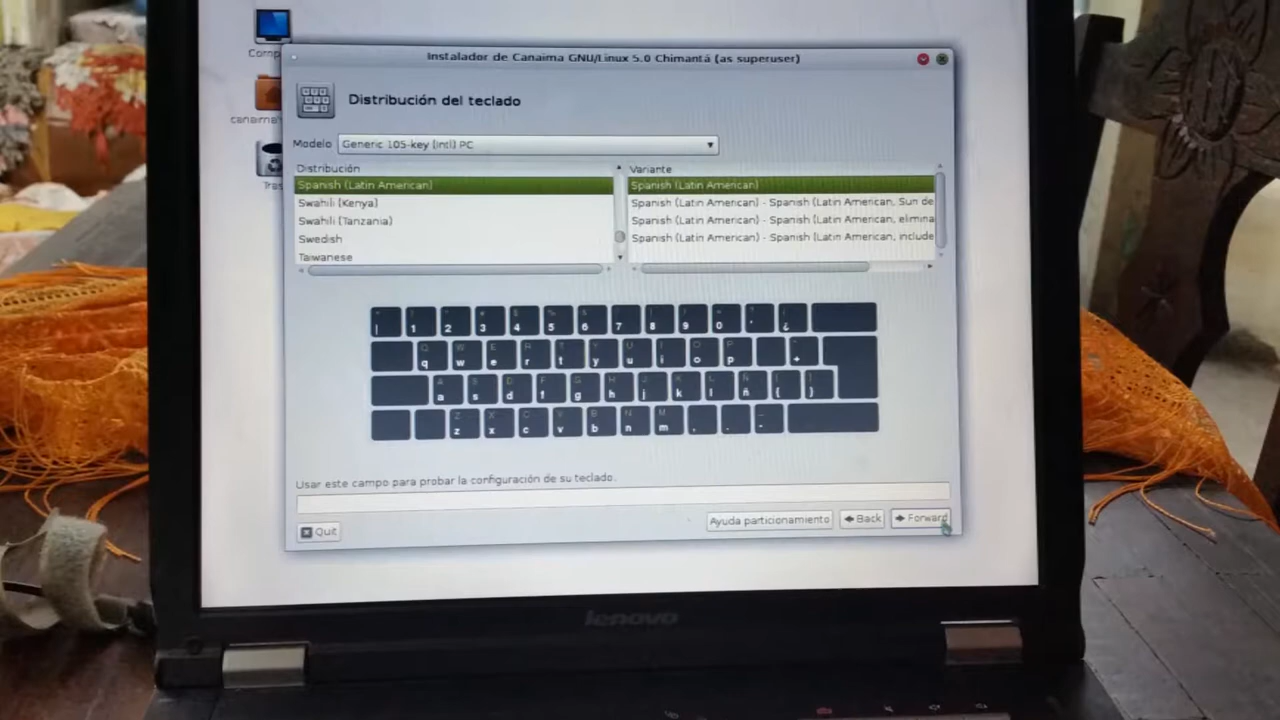 Comp
canaima
Tras
Instalador de Canaima GNU/Linux 5.0 Chimantá (as superuser)
Distribución del teclado
Modelo Generic 105-key (Intl) PC
Distribución
Spanish (Latin American)
Swahili (Kenya)
Swahili (Tanzania)
Swedish
Taiwanese
Variante
Spanish (Latin American)
Spanish (Latin American) - Spanish (Latin American, Sun de
Spanish (Latin American) - Spanish (Latin American, elimina
Spanish (Latin American) - Spanish (Latin American, include
| 1 2 3 4 5 6 7 8 9 0 ' ¿
Q q W w E e R r T t Y y U u I i O o P p +
A a S s D d F f G g H h J j K k L l Ñ ñ { }
Z z X x C c V v B b N n M m , . -
Usar este campo para probar la configuración de su teclado.
Quit
Ayuda particionamiento
Back
Forward
lenovo